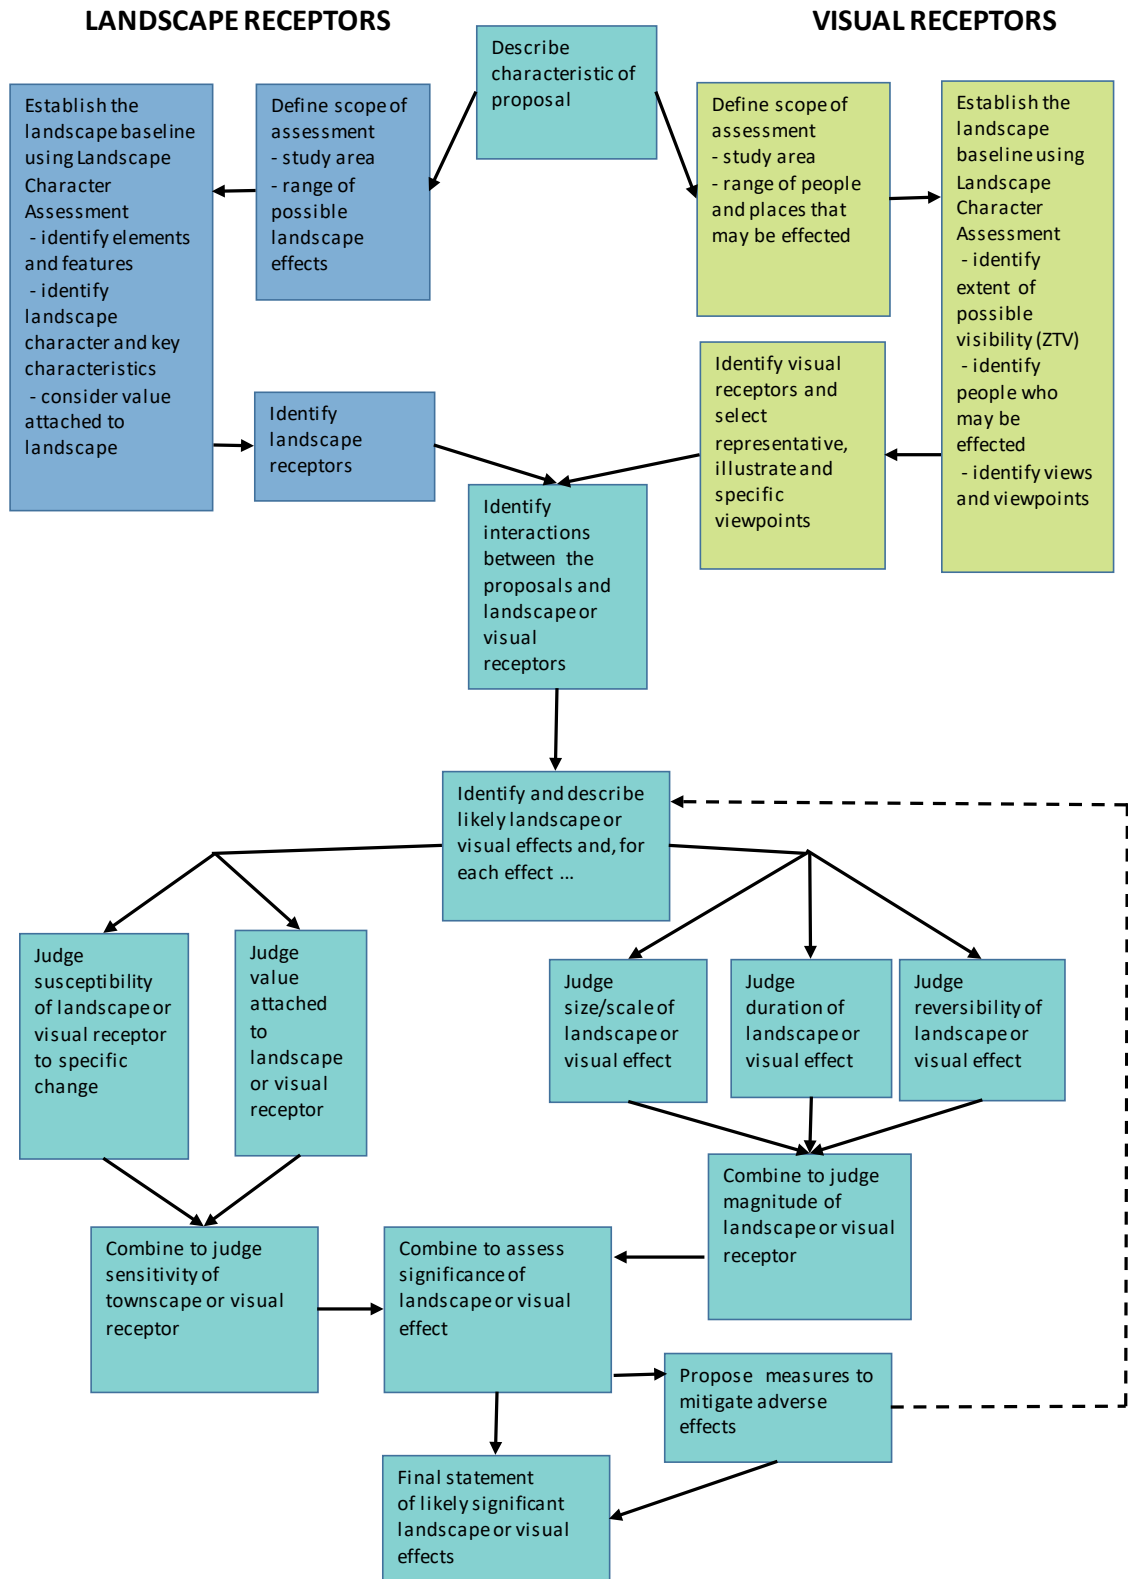 LANDSCAPE RECEPTORS
VISUAL RECEPTORS
Describe
characteristic of
proposal
Establish the
landscape baseline
using Landscape
Character
Assessment
- identify elements
and features
- identify
landscape
character and key
characteristics
- consider value
attached to
landscape
Define scope of
assessment
- study area
- range of
possible
landscape
effects
Define scope of
assessment
- study area
- range of people
and places that
may be effected
Establish the
landscape
baseline using
Landscape
Character
Assessment
- identify
extent of
possible
visibility (ZTV)
- identify
people who
may be
effected
- identify views
and viewpoints
Identify
landscape
receptors
Identify visual
receptors and
select
representative,
illustrate and
specific
viewpoints
Identify
interactions
between the
proposals and
landscape or
visual
receptors
Identify and describe
likely landscape or
visual effects and, for
each effect ...
Judge
susceptibility
of landscape or
visual receptor
to specific
change
Judge
value
attached
to
landscape
or visual
receptor
Judge
size/scale of
landscape or
visual effect
Judge
duration of
landscape or
visual effect
Judge
reversibility of
landscape or
visual effect
Combine to judge
magnitude of
landscape or visual
receptor
Combine to judge
sensitivity of
townscape or visual
receptor
Combine to assess
significance of
landscape or visual
effect
Propose measures to
mitigate adverse
effects
Final statement
of likely significant
landscape or visual
effects